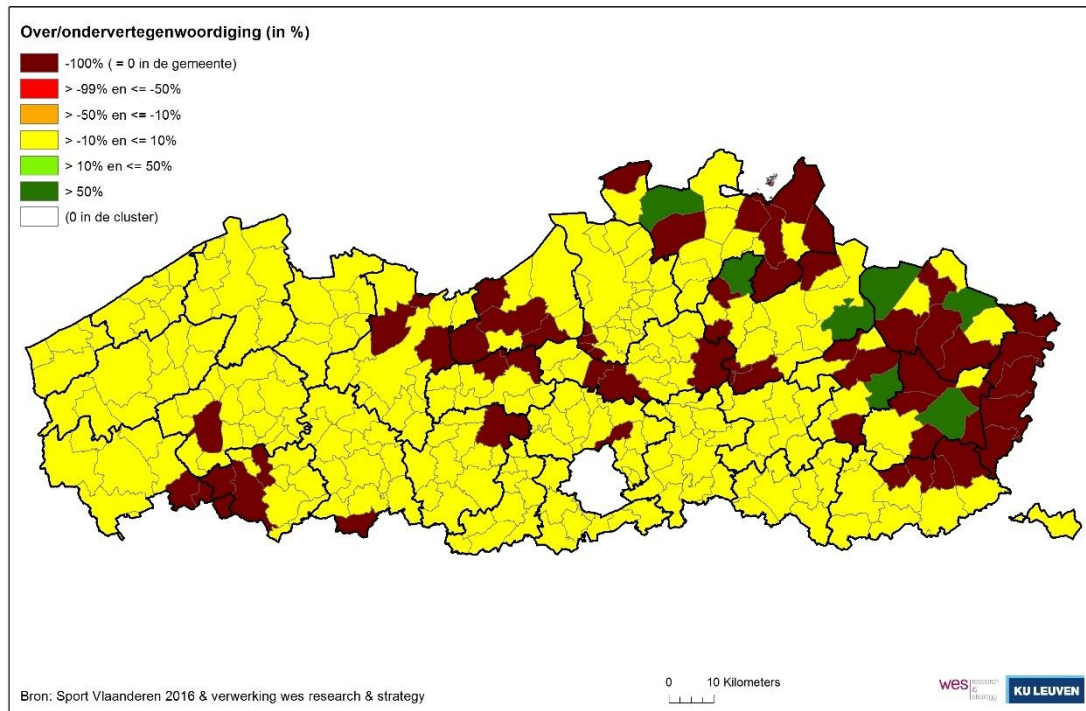 Over/ondervertegenwoordiging (in %)
-100% ( = 0 in de gemeente)
> -99% en <= -50%
> -50% en <= -10%
> -10% en <= 10%
> 10% en <= 50%
> 50%
(0 in de cluster)
a
Bron: Sport Vlaanderen 2016 & verwerking wes research & strategy
0 10 Kilometers
wes research
&
strategy
KU LEUVEN